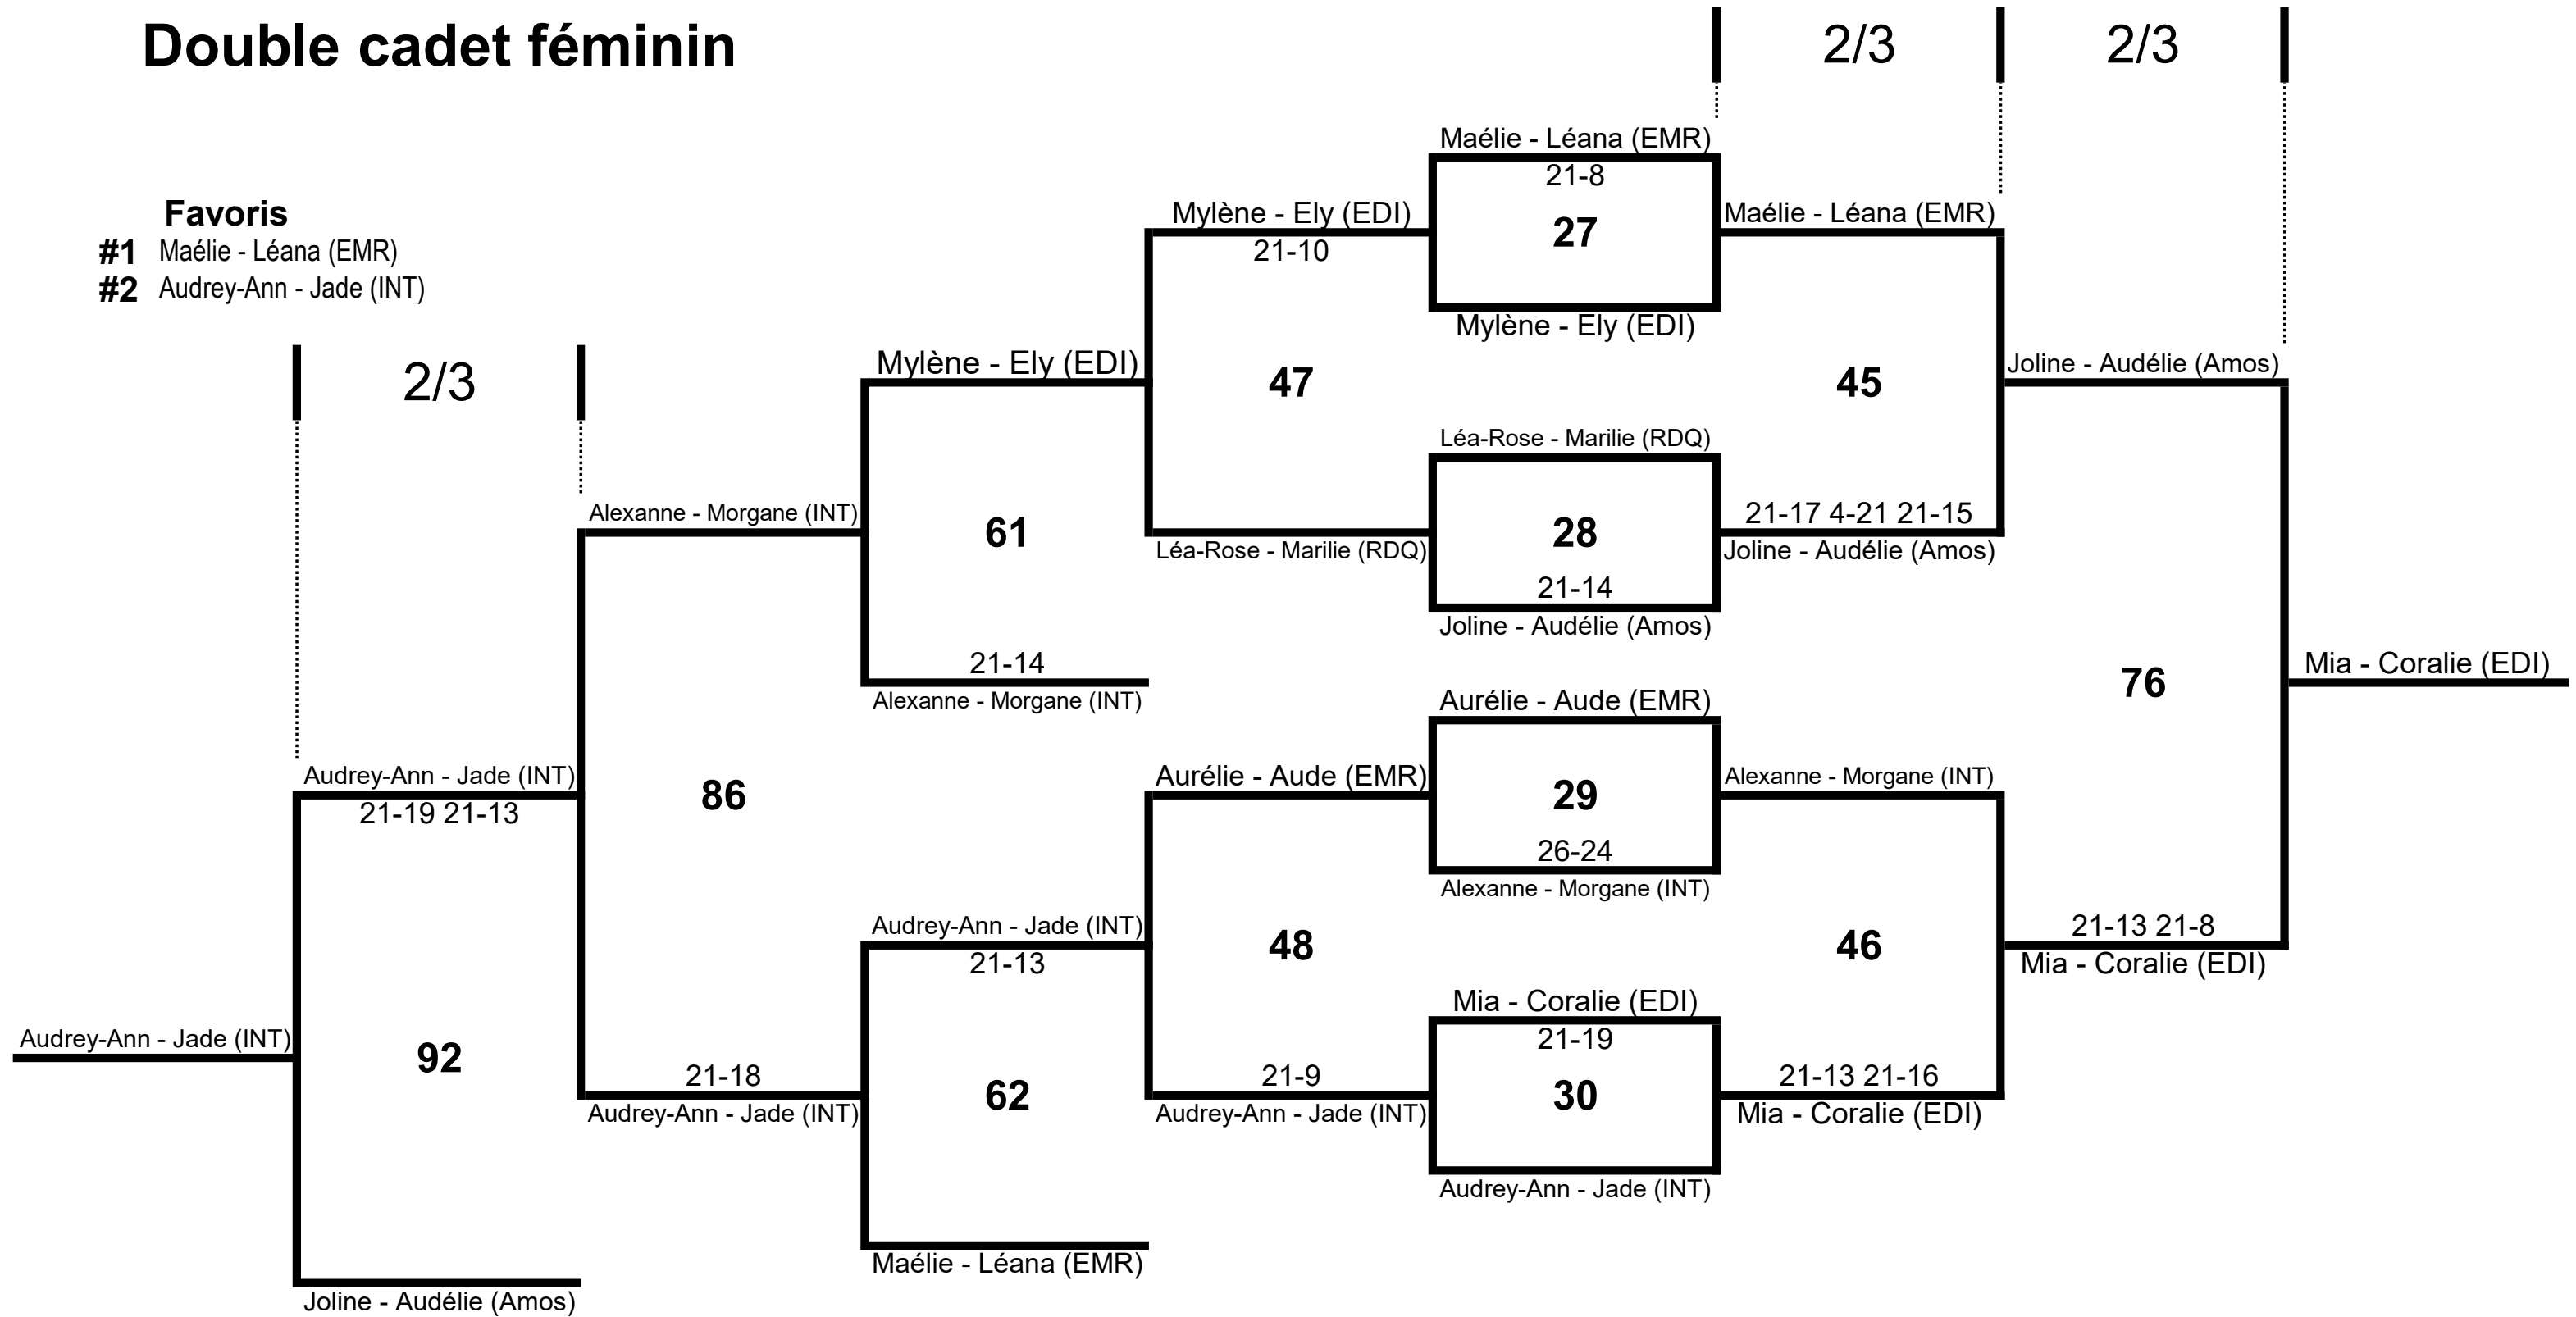 Double cadet féminin
2/3
2/3
Favoris
#1 Maélie - Léana (EMR)
#2 Audrey-Ann - Jade (INT)
2/3
Maélie - Léana (EMR)
21-8
27
Mylène - Ely (EDI)
Mylène - Ely (EDI)
21-10
47
Léa-Rose - Marilie (RDQ)
Léa-Rose - Marilie (RDQ)
28
21-14
Joline - Audélie (Amos)
Maélie - Léana (EMR)
45
21-17 4-21 21-15
Joline - Audélie (Amos)
Joline - Audélie (Amos)
76
21-13 21-8
Mia - Coralie (EDI)
Mia - Coralie (EDI)
Mylène - Ely (EDI)
61
21-14
Alexanne - Morgane (INT)
Alexanne - Morgane (INT)
86
21-18
Audrey-Ann - Jade (INT)
Aurélie - Aude (EMR)
29
26-24
Alexanne - Morgane (INT)
Aurélie - Aude (EMR)
48
21-9
Audrey-Ann - Jade (INT)
Mia - Coralie (EDI)
21-19
30
Audrey-Ann - Jade (INT)
Alexanne - Morgane (INT)
46
21-13 21-16
Mia - Coralie (EDI)
Audrey-Ann - Jade (INT)
21-13
62
Maélie - Léana (EMR)
Audrey-Ann - Jade (INT)
21-19 21-13
92
Joline - Audélie (Amos)
Audrey-Ann - Jade (INT)